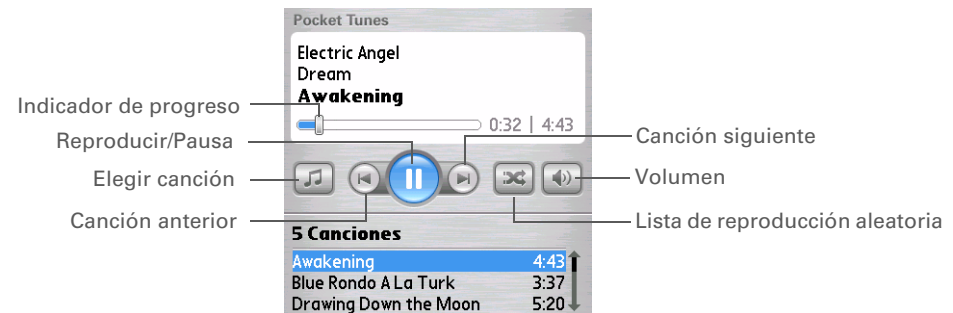 Pocket Tunes
Electric Angel
Dream
Awakening
Indicador de progreso
0:32 | 4:43
Reproducir/Pausa
Canción siguiente
Elegir canción
Volumen
Canción anterior
Lista de reproducción aleatoria
5 Canciones
Awakening 4:43
Blue Rondo A La Turk 3:37
Drawing Down the Moon 5:20